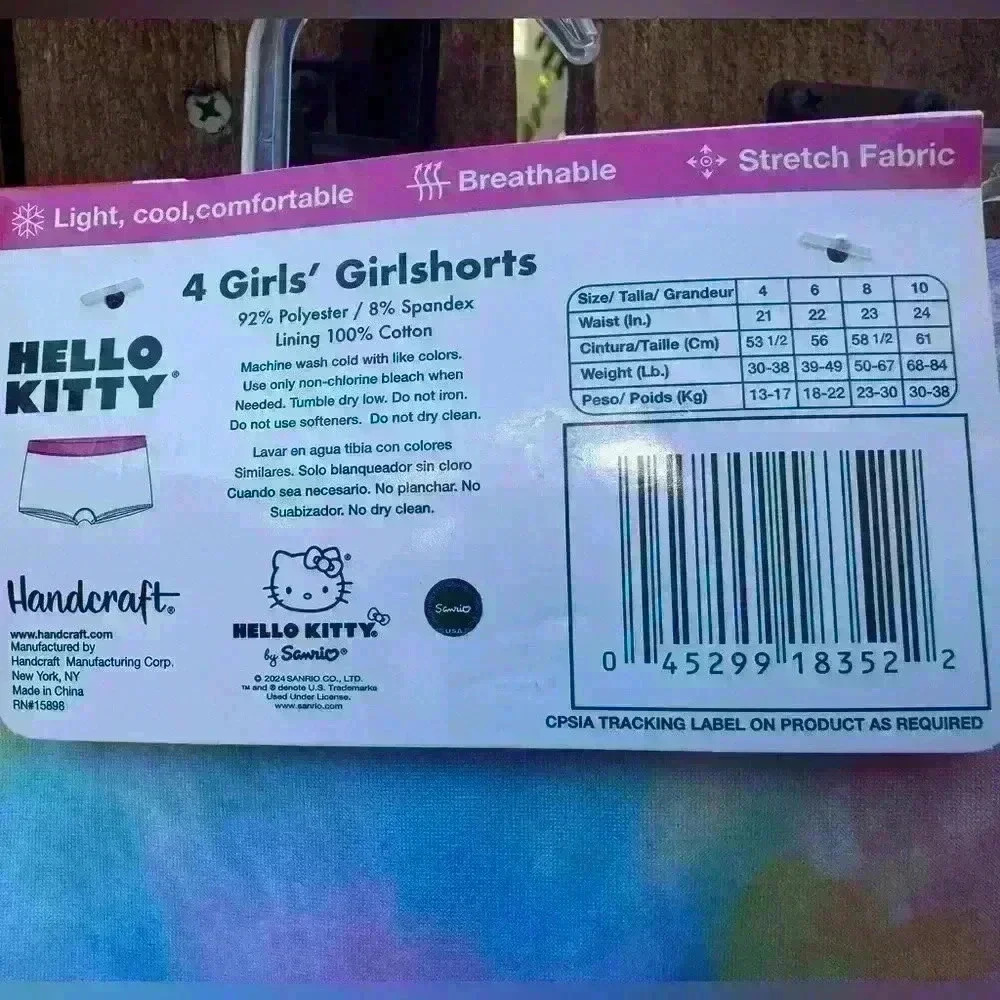 Light, cool,comfortable
Breathable
Stretch Fabric
4 Girls' Girlshorts
92% Polyester / 8% Spandex
Lining 100% Cotton
Machine wash cold with like colors.
Use only non-chlorine bleach when
Needed. Tumble dry low. Do not iron.
Do not use softeners. Do not dry clean.
Lavar en agua tibia con colores
Similares. Solo blanqueador sin cloro
Cuando sea necesario. No planchar. No
Suabizador. No dry clean.
HELLO
KITTY®
Handcraft®
www.handcraft.com
Manufactured by
Handcraft Manufacturing Corp.
New York, NY
Made in China
RN#15898
HELLO KITTY®
by Sanrio®
© 2024 SANRIO CO., LTD.
TM and ® denote U.S. Trademarks
Used Under License.
www.sanrio.com
Sanrio
USA
Size/ Talla/ Grandeur 4 6 8 10
Waist (In.) 21 22 23 24
Cintura/Taille (Cm) 53 1/2 56 58 1/2 61
Weight (Lb.) 30-38 39-49 50-67 68-84
Peso/ Poids (Kg) 13-17 18-22 23-30 30-38
0 45299 18352 2
CPSIA TRACKING LABEL ON PRODUCT AS REQUIRED